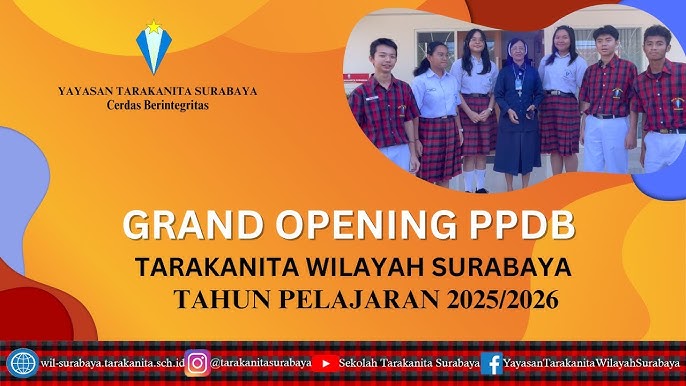 YAYASAN TARAKANITA SURABAYA
Cerdas Berintegritas
GRAND OPENING PPDB
TARAKANITA WILAYAH SURABAYA
TAHUN PELAJARAN 2025/2026
wil-surabaya.tarakanita.sch.id @tarakanitasurabaya Sekolah Tarakanita Surabaya YayasanTarakanitaWilayahSurabaya